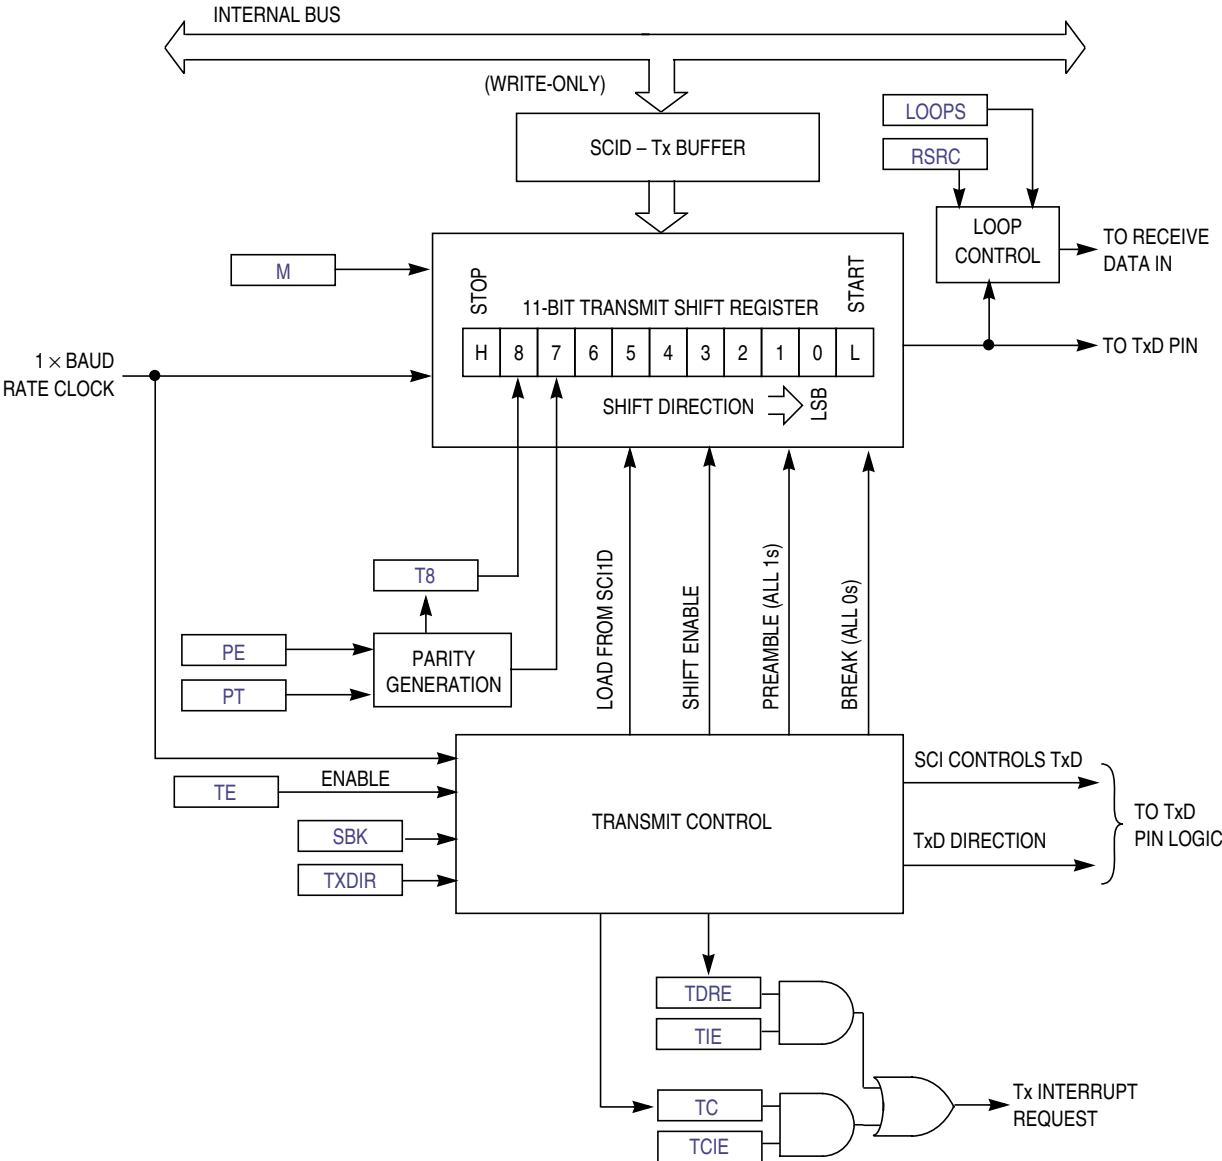 INTERNAL BUS
(WRITE-ONLY)
SCID – Tx BUFFER
LOOPS
RSRC
LOOP
CONTROL
TO RECEIVE
DATA IN
M
STOP
11-BIT TRANSMIT SHIFT REGISTER
START
H 8 7 6 5 4 3 2 1 0 L
TO TxD PIN
1 × BAUD
RATE CLOCK
SHIFT DIRECTION
LSB
T8
PE
PT
PARITY
GENERATION
LOAD FROM SCI1D
SHIFT ENABLE
PREAMBLE (ALL 1s)
BREAK (ALL 0s)
TE
ENABLE
SBK
TXDIR
TRANSMIT CONTROL
SCI CONTROLS TxD
TxD DIRECTION
TO TxD
PIN LOGIC
TDRE
TIE
TC
TCIE
Tx INTERRUPT
REQUEST